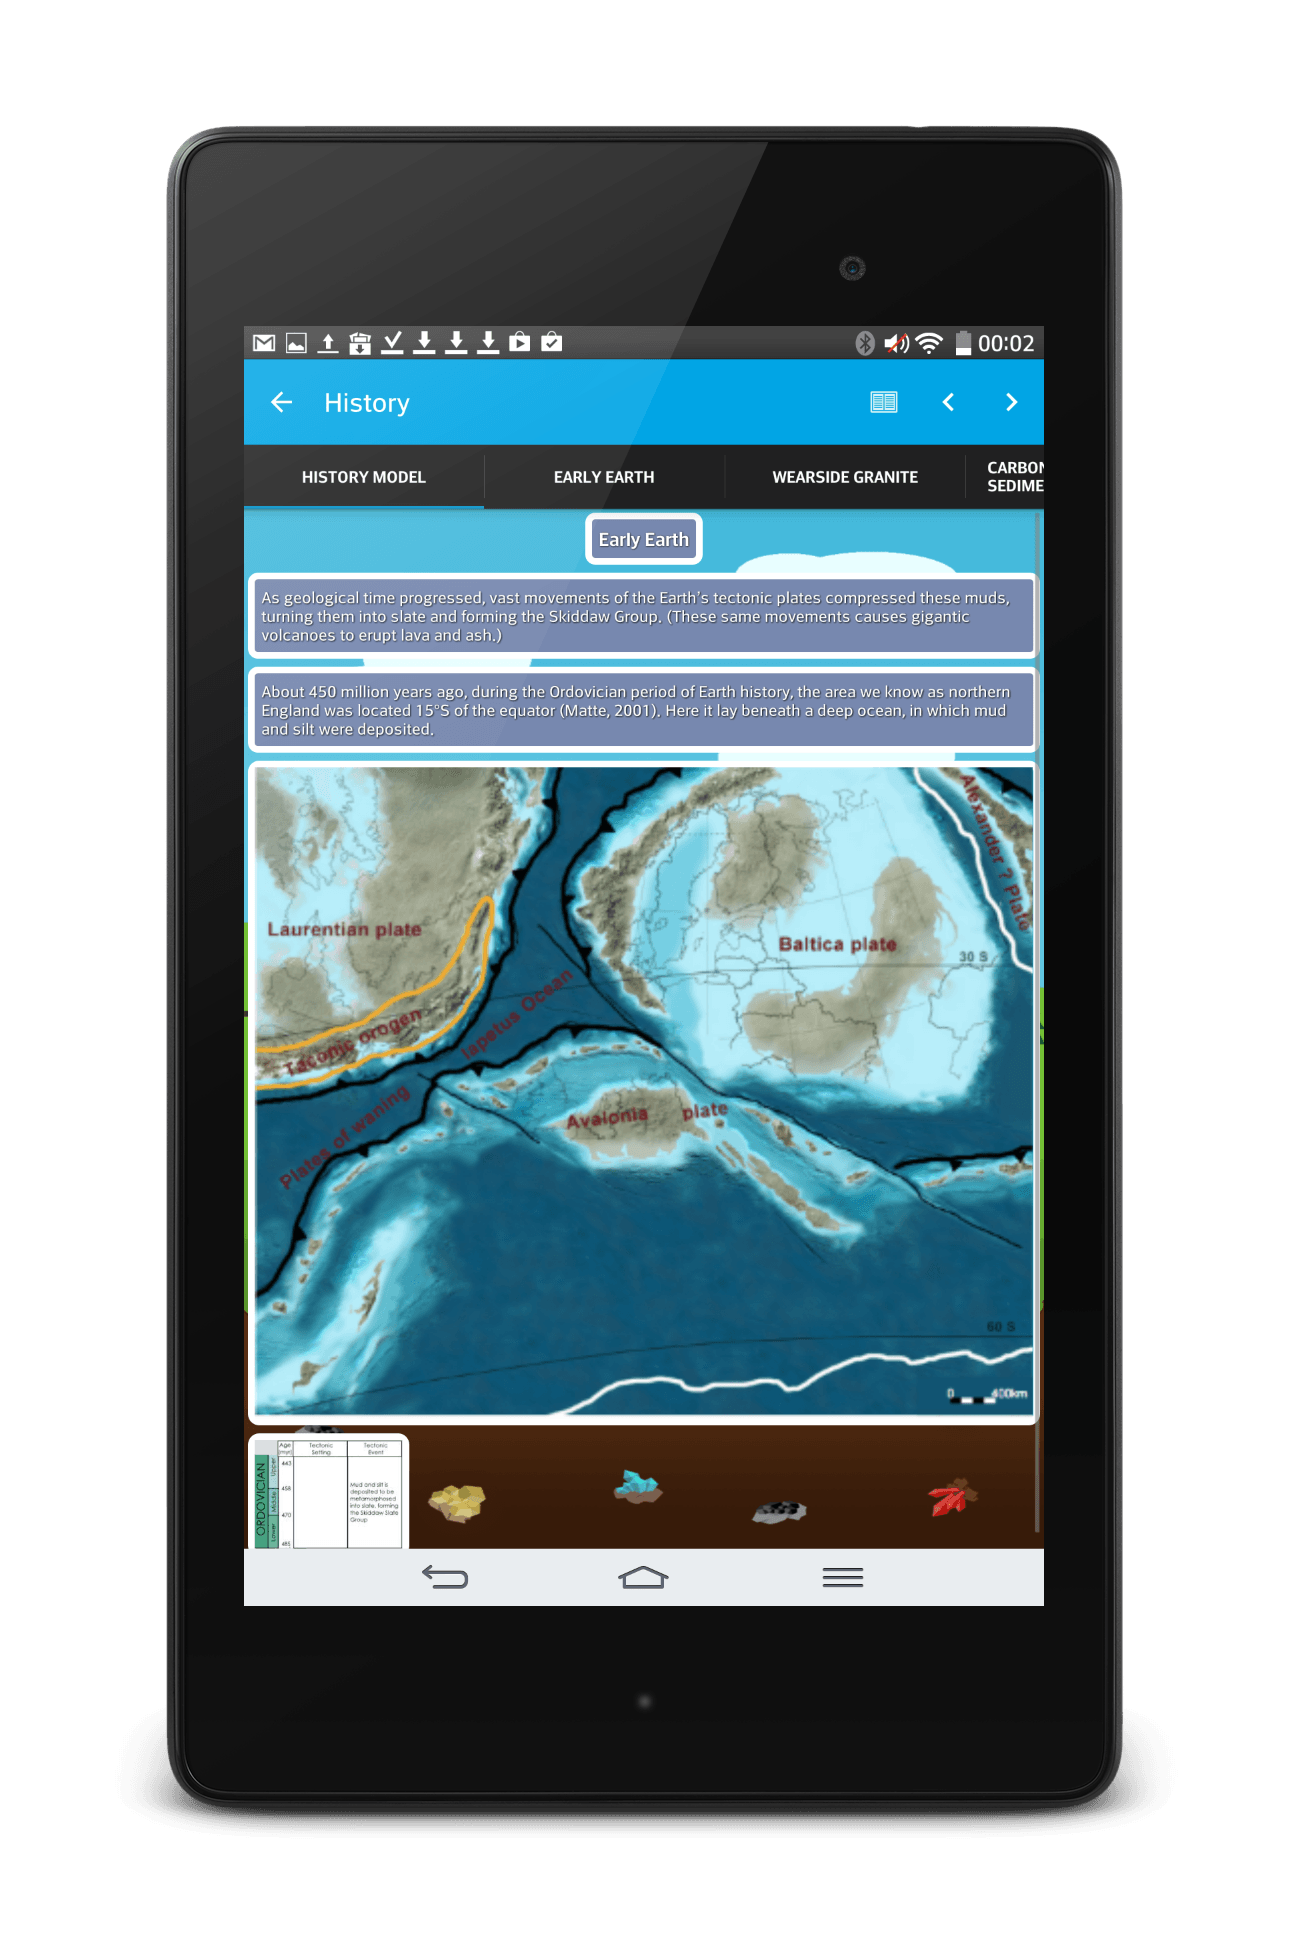 00:02
History
HISTORY MODEL
EARLY EARTH
WEARSIDE GRANITE
CARBON
SEDIME
Early Earth
As geological time progressed, vast movements of the Earth's tectonic plates compressed these muds,
turning them into slate and forming the Skiddaw Group. (These same movements causes gigantic
volcanoes to erupt lava and ash.)
About 450 million years ago, during the Ordovician period of Earth history, the area we know as northern
England was located 15°S of the equator (Matte, 2001). Here it lay beneath a deep ocean, in which mud
and silt were deposited.
Alexander ? Plate
Laurentian plate
Baltica plate
30 S
Iapetus Ocean
Taconic orogen
Avalonia plate
Plates of waning
60 S
0 400km
Age
(myr)
Tectonic
Setting
Tectonic
Event
ORDOVICIAN
Upper
Middle
Lower
443
458
470
485
Mud and silt is
deposited to be
metamorphosed
into slate, forming
the Skiddaw Slate
Group